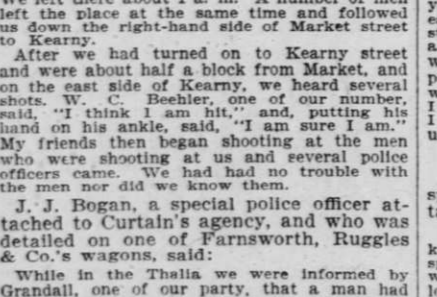 We left there about 1 a. m. A number of men
left the place at the same time and followed
us down the right-hand side of Market street
to Kearny.
After we had turned on to Kearny street
and were about half a block from Market, and
on the east side of Kearny, we heard several
shots. W. C. Beehler, one of our number,
said, "I think I am hit," and, putting his
hand on his ankle, said, "I am sure I am."
My friends then began shooting at the men
who were shooting at us and several police
officers came. We had had no trouble with
the men nor did we know them.
J. J. Bogan, a special police officer at-
tached to Curtain's agency, and who was
detailed on one of Farnsworth, Ruggles
& Co.'s wagons, said:
While in the Thalia we were informed by
Grandall, one of our party, that a man had